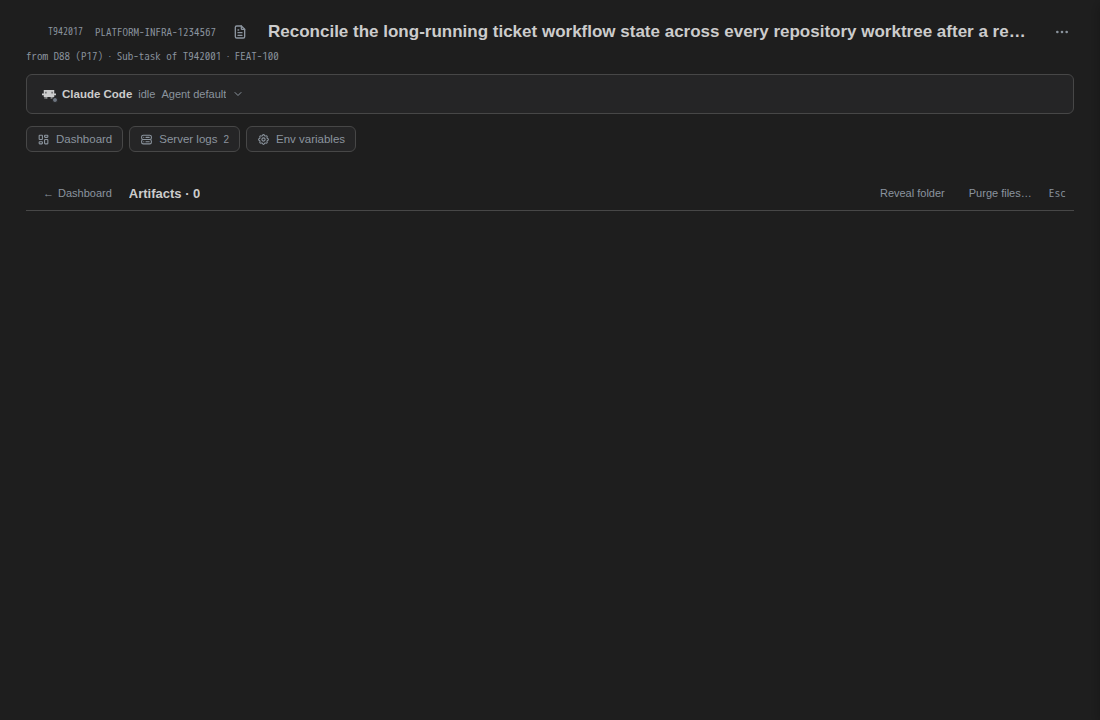 T942017 PLATFORM-INFRA-1234567 Reconcile the long-running ticket workflow state across every repository worktree after a re…
from D88 (P17) · Sub-task of T942001 · FEAT-100
Claude Code idle Agent default
Dashboard Server logs 2 Env variables
← Dashboard Artifacts · 0 Reveal folder Purge files… Esc